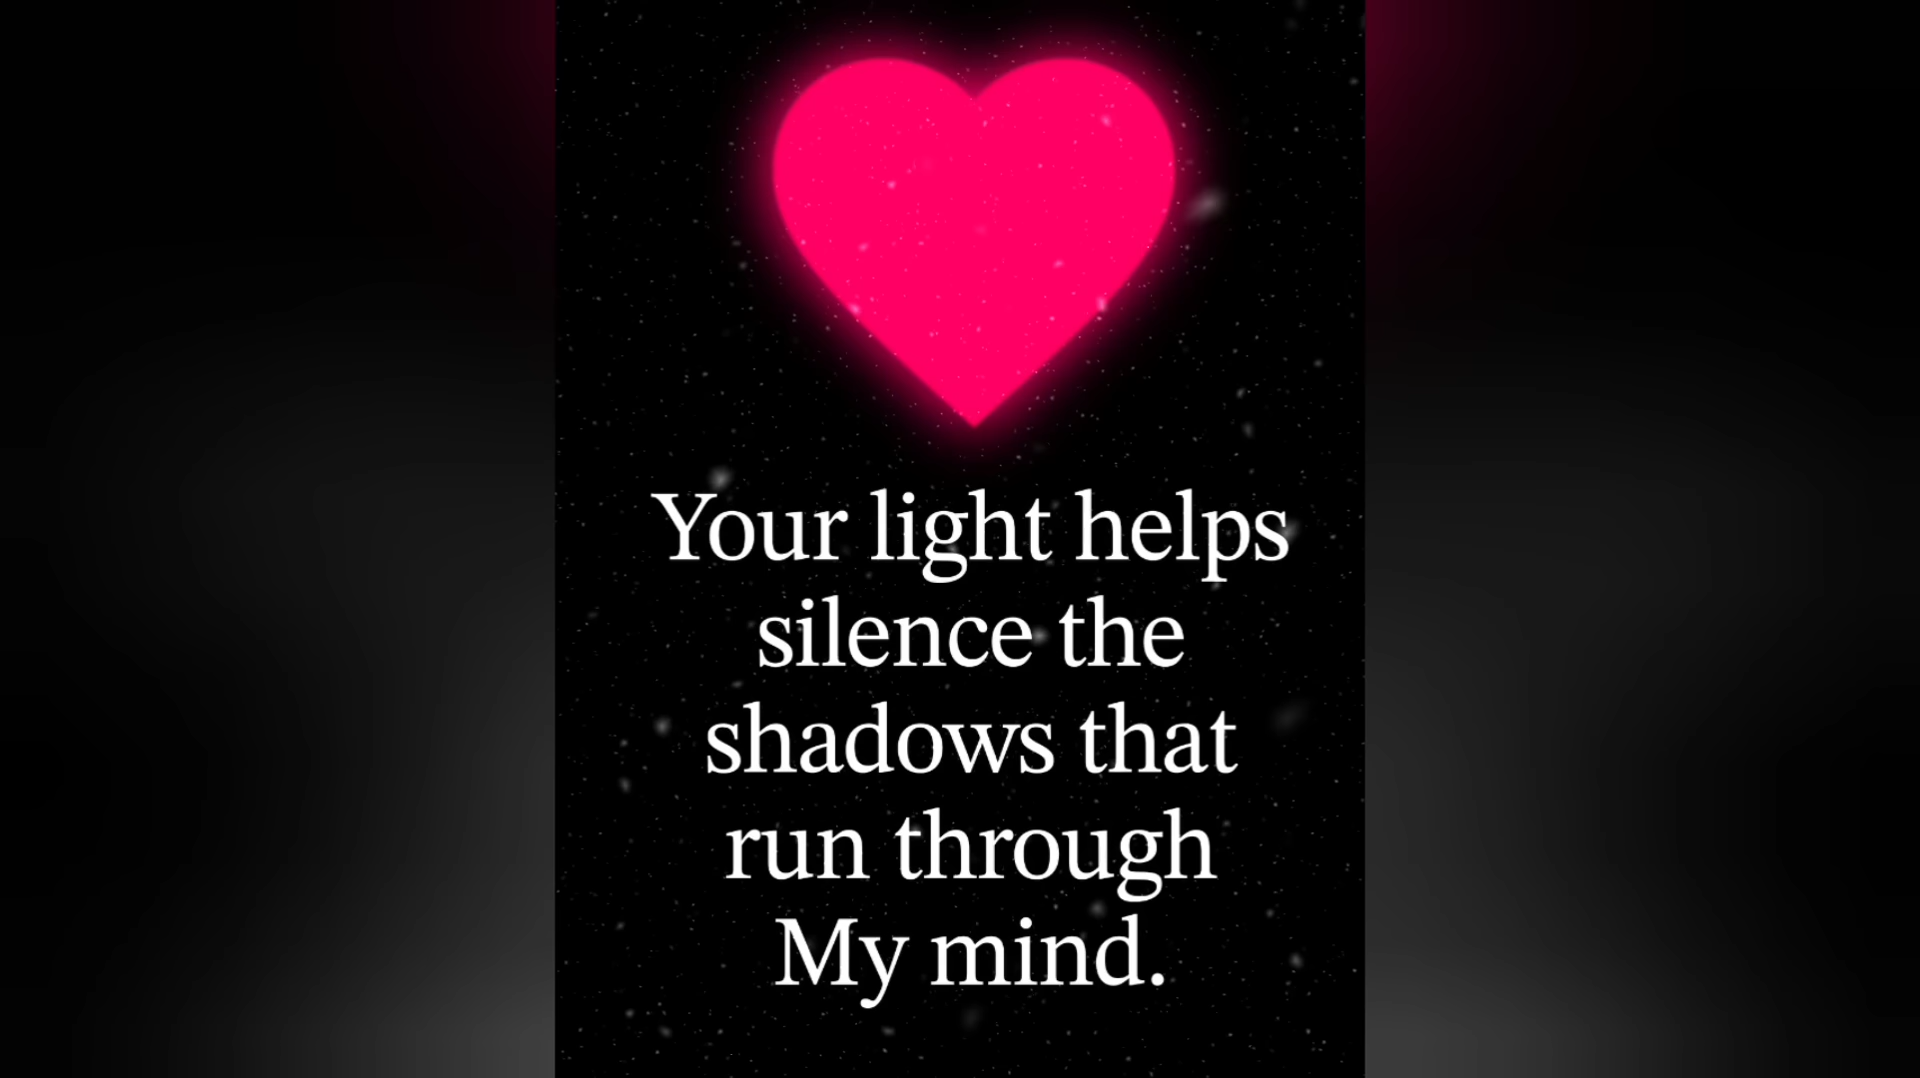 Your light helps
silence the
shadows that
run through
My mind.